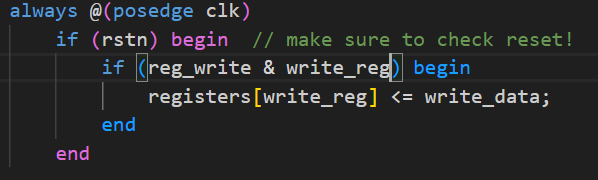 always @(posedge clk)
if (rstn) begin // make sure to check reset!
if (reg_write & write_reg) begin
registers[write_reg] <= write_data;
end
end